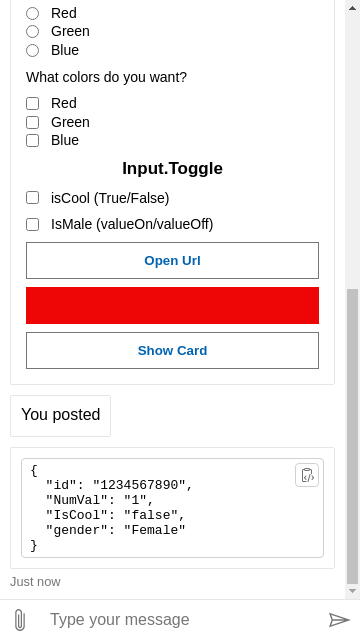 Red
Green
Blue
What colors do you want?
Red
Green
Blue
Input.Toggle
isCool (True/False)
IsMale (valueOn/valueOff)
Open Url
Show Card
You posted
{
"id": "1234567890",
"NumVal": "1",
"IsCool": "false",
"gender": "Female"
}
Just now
Type your message